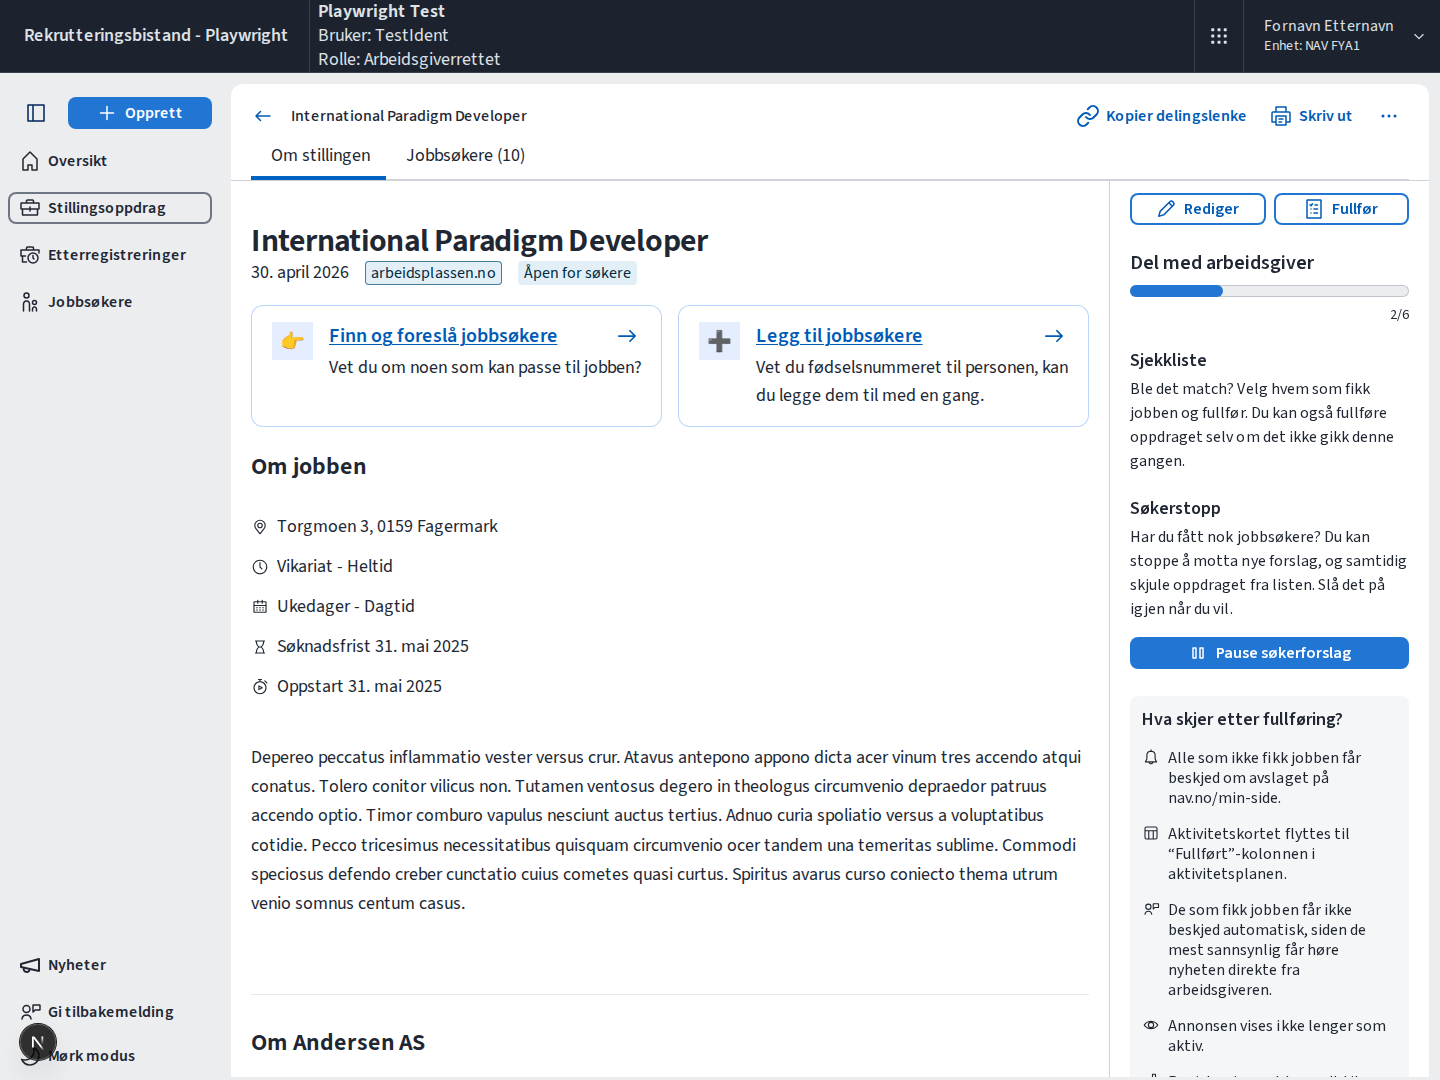 Rekrutteringsbistand - Playwright
Playwright Test
Bruker: TestIdent
Rolle: Arbeidsgiverrettet
Fornavn Etternavn
Enhet: NAV FYA1
Opprett
Oversikt
Stillingsoppdrag
Etterregistreringer
Jobbsøkere
Nyheter
Gi tilbakemelding
N
Mørk modus
International Paradigm Developer
Kopier delingslenke
Skriv ut
Om stillingen
Jobbsøkere (10)
International Paradigm Developer
30. april 2026
arbeidsplassen.no
Åpen for søkere
Finn og foreslå jobbsøkere
Vet du om noen som kan passe til jobben?
Legg til jobbsøkere
Vet du fødselsnummeret til personen, kan
du legge dem til med en gang.
Om jobben
Torgmoen 3, 0159 Fagermark
Vikariat - Heltid
Ukedager - Dagtid
Søknadsfrist 31. mai 2025
Oppstart 31. mai 2025
Depereo peccatus inflammatio vester versus crur. Atavus antepono appono dicta acer vinum tres accendo atqui
conatus. Tolero conitor vilicus non. Tutamen ventosus degero in theologus circumvenio depraedor patruus
accendo optio. Timor comburo vapulus nesciunt auctus tertius. Adnuo curia spoliatio versus a voluptatibus
cotidie. Pecco tricesimus necessitatibus quisquam circumvenio ocer tandem una temeritas sublime. Commodi
speciosus defendo creber cunctatio cuius cometes quasi curtus. Spiritus avarus curso coniecto thema utrum
venio somnus centum casus.
Om Andersen AS
Rediger
Fullfør
Del med arbeidsgiver
2/6
Sjekkliste
Ble det match? Velg hvem som fikk
jobben og fullfør. Du kan også fullføre
oppdraget selv om det ikke gikk denne
gangen.
Søkerstopp
Har du fått nok jobbsøkere? Du kan
stoppe å motta nye forslag, og samtidig
skjule oppdraget fra listen. Slå det på
igjen når du vil.
Pause søkerforslag
Hva skjer etter fullføring?
Alle som ikke fikk jobben får
beskjed om avslaget på
nav.no/min-side.
Aktivitetskortet flyttes til
“Fullført”-kolonnen i
aktivitetsplanen.
De som fikk jobben får ikke
beskjed automatisk, siden de
mest sannsynlig får høre
nyheten direkte fra
arbeidsgiveren.
Annonsen vises ikke lenger som
aktiv.